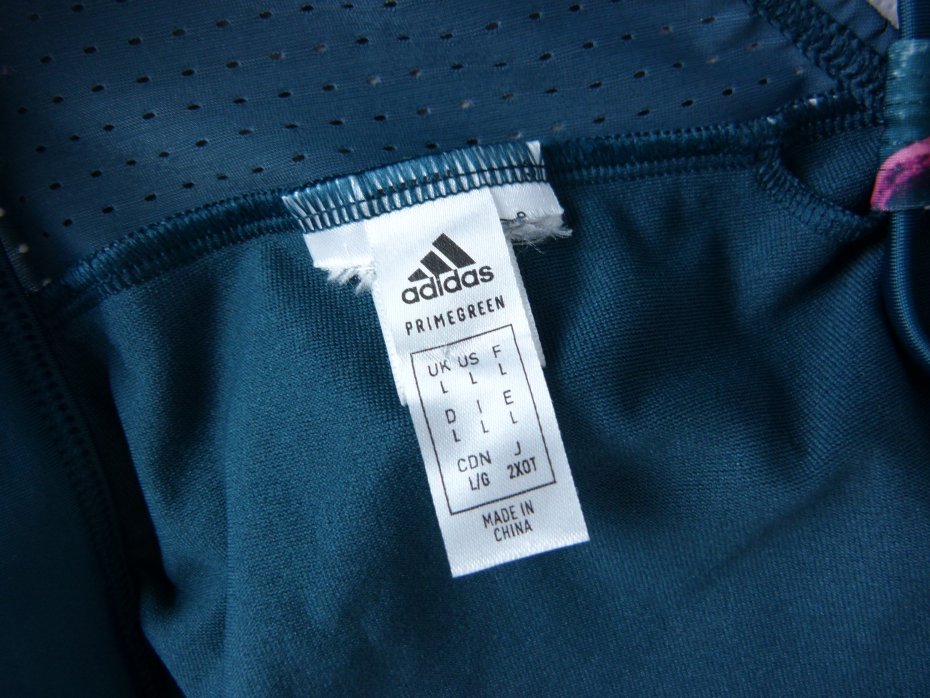 adidas
PRIMEGREEN
UK US F
L L L
D I E
L L L
CDN J
L/G 2XOT
MADE IN
CHINA